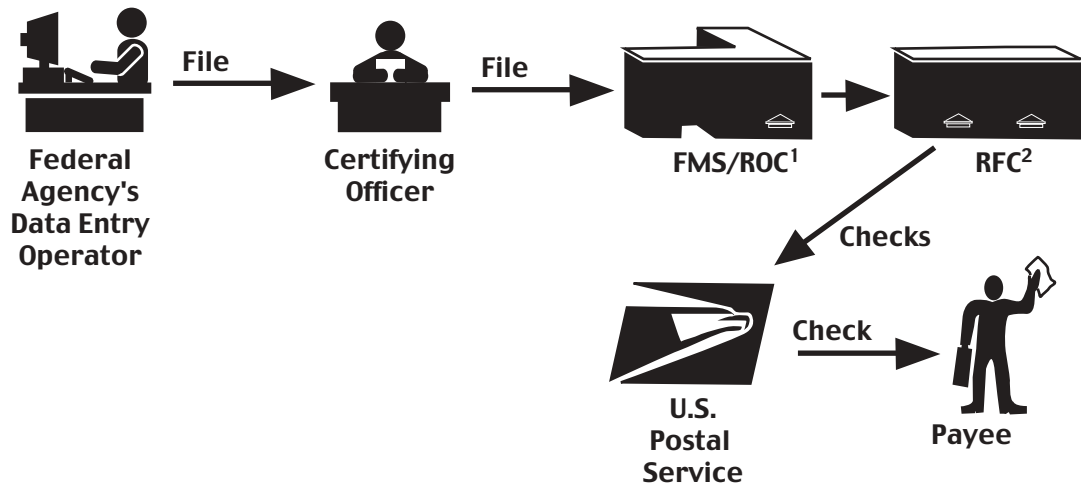 File
File
Federal
Agency's
Data Entry
Operator
Certifying
Officer
FMS/ROC¹
RFC²
Checks
Check
U.S.
Postal
Service
Payee